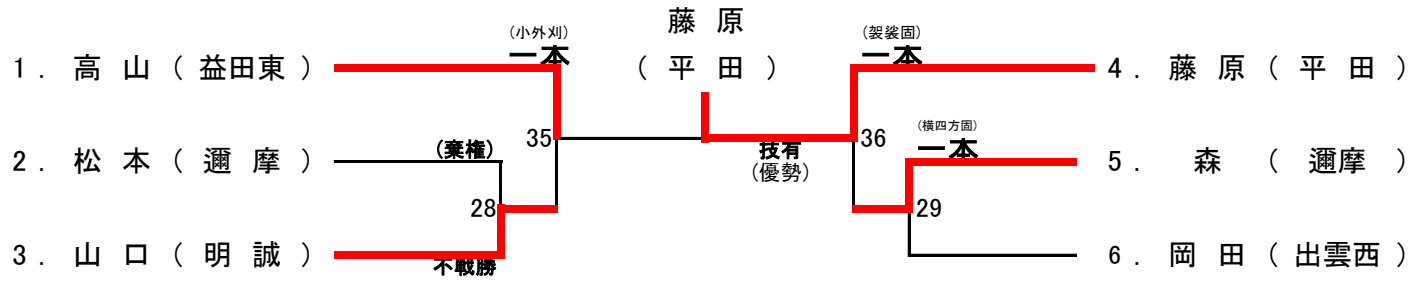 藤 原
( 平 田 )
(小外刈)
一本
(袈裟固)
一本
1. 高 山 ( 益田東 )
4. 藤 原 ( 平 田 )
35
36
(横四方固)
一本
2. 松 本 ( 邇 摩 )
(棄権)
技有
(優勢)
5. 森 ( 邇摩 )
28
29
3. 山 口 ( 明 誠 )
不戦勝
6. 岡 田 ( 出雲西 )